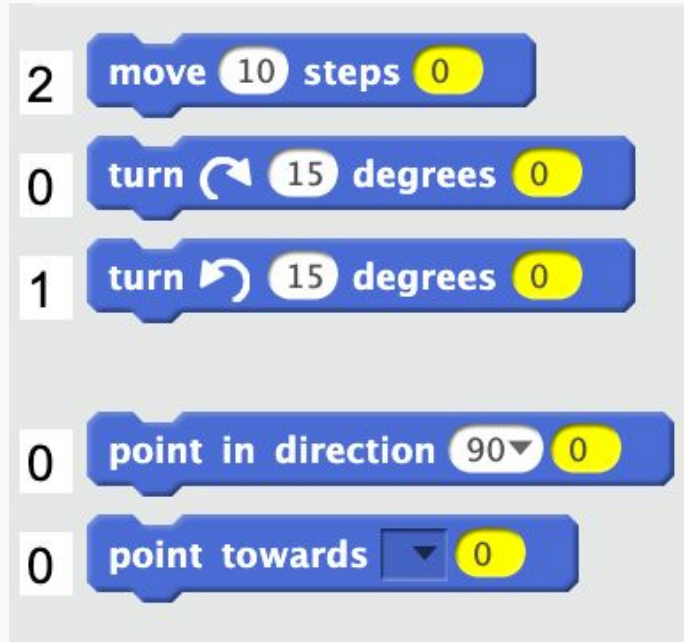 2 move 10 steps 0
0 turn 15 degrees 0
1 turn 15 degrees 0
0 point in direction 90 0
0 point towards 0